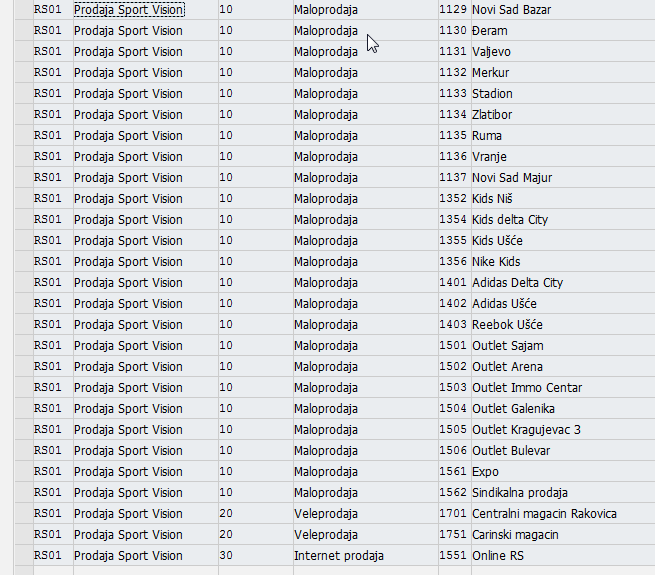 RS01 Prodaja Sport Vision 10 Maloprodaja 1129 Novi Sad Bazar
RS01 Prodaja Sport Vision 10 Maloprodaja 1130 Đeram
RS01 Prodaja Sport Vision 10 Maloprodaja 1131 Valjevo
RS01 Prodaja Sport Vision 10 Maloprodaja 1132 Merkur
RS01 Prodaja Sport Vision 10 Maloprodaja 1133 Stadion
RS01 Prodaja Sport Vision 10 Maloprodaja 1134 Zlatibor
RS01 Prodaja Sport Vision 10 Maloprodaja 1135 Ruma
RS01 Prodaja Sport Vision 10 Maloprodaja 1136 Vranje
RS01 Prodaja Sport Vision 10 Maloprodaja 1137 Novi Sad Majur
RS01 Prodaja Sport Vision 10 Maloprodaja 1352 Kids Niš
RS01 Prodaja Sport Vision 10 Maloprodaja 1354 Kids delta City
RS01 Prodaja Sport Vision 10 Maloprodaja 1355 Kids Ušće
RS01 Prodaja Sport Vision 10 Maloprodaja 1356 Nike Kids
RS01 Prodaja Sport Vision 10 Maloprodaja 1401 Adidas Delta City
RS01 Prodaja Sport Vision 10 Maloprodaja 1402 Adidas Ušće
RS01 Prodaja Sport Vision 10 Maloprodaja 1403 Reebok Ušće
RS01 Prodaja Sport Vision 10 Maloprodaja 1501 Outlet Sajam
RS01 Prodaja Sport Vision 10 Maloprodaja 1502 Outlet Arena
RS01 Prodaja Sport Vision 10 Maloprodaja 1503 Outlet Immo Centar
RS01 Prodaja Sport Vision 10 Maloprodaja 1504 Outlet Galenika
RS01 Prodaja Sport Vision 10 Maloprodaja 1505 Outlet Kragujevac 3
RS01 Prodaja Sport Vision 10 Maloprodaja 1506 Outlet Bulevar
RS01 Prodaja Sport Vision 10 Maloprodaja 1561 Expo
RS01 Prodaja Sport Vision 10 Maloprodaja 1562 Sindikalna prodaja
RS01 Prodaja Sport Vision 20 Veleprodaja 1701 Centralni magacin Rakovica
RS01 Prodaja Sport Vision 20 Veleprodaja 1751 Carinski magacin
RS01 Prodaja Sport Vision 30 Internet prodaja 1551 Online RS